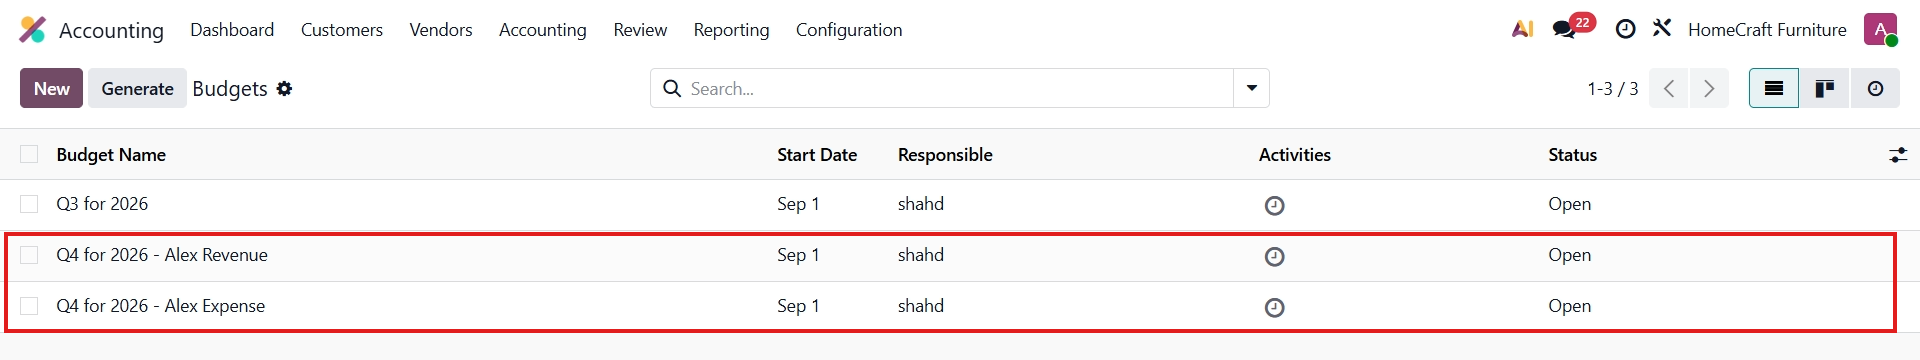 Accounting Dashboard Customers Vendors Accounting Review Reporting Configuration AI 22 HomeCraft Furniture A
New Generate Budgets Search... 1-3 / 3
Budget Name Start Date Responsible Activities Status
Q3 for 2026 Sep 1 shahd Open
Q4 for 2026 - Alex Revenue Sep 1 shahd Open
Q4 for 2026 - Alex Expense Sep 1 shahd Open